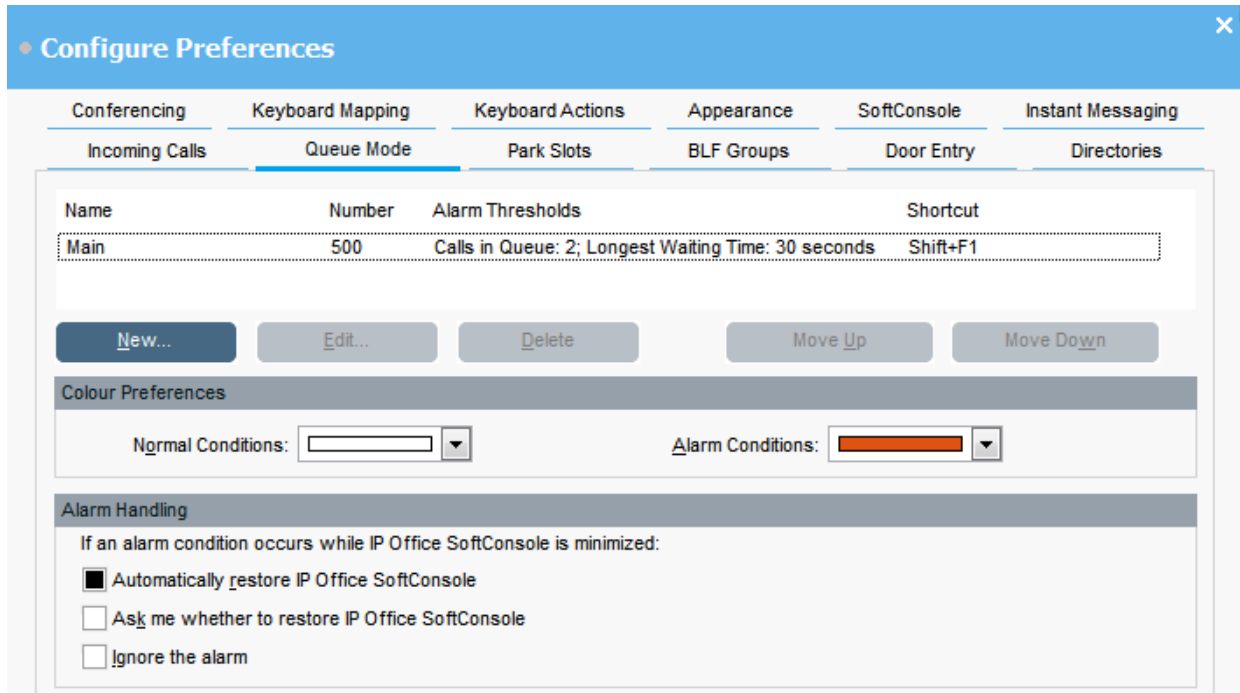 Configure Preferences
Conferencing Keyboard Mapping Keyboard Actions Appearance SoftConsole Instant Messaging
Incoming Calls Queue Mode Park Slots BLF Groups Door Entry Directories
Name Number Alarm Thresholds Shortcut
Main 500 Calls in Queue: 2; Longest Waiting Time: 30 seconds Shift+F1
New... Edit... Delete Move Up Move Down
Colour Preferences
Normal Conditions: Alarm Conditions:
Alarm Handling
If an alarm condition occurs while IP Office SoftConsole is minimized:
Automatically restore IP Office SoftConsole
Ask me whether to restore IP Office SoftConsole
Ignore the alarm